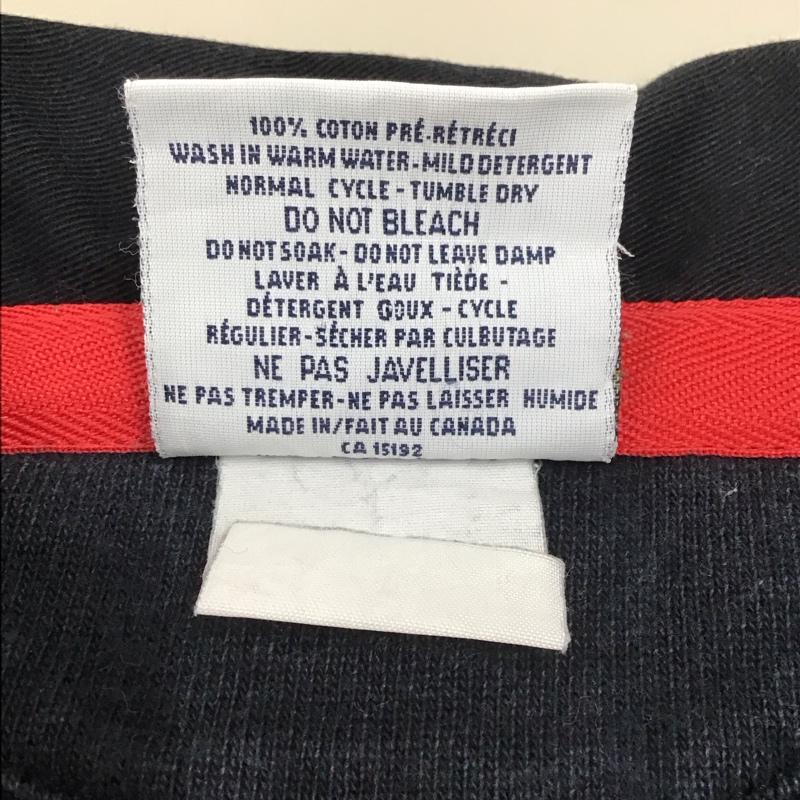 100% COTON PRÉ-RÉTRÉCI
WASH IN WARM WATER-MILD DETERGENT
NORMAL CYCLE - TUMBLE DRY
DO NOT BLEACH
DO NOT SOAK - DO NOT LEAVE DAMP
LAVER À L'EAU TIÈDE -
DÉTERGENT DOUX - CYCLE
RÉGULIER-SÉCHER PAR CULBUTAGE
NE PAS JAVELLISER
NE PAS TREMPER-NE PAS LAISSER HUMIDE
MADE IN/FAIT AU CANADA
CA 15192